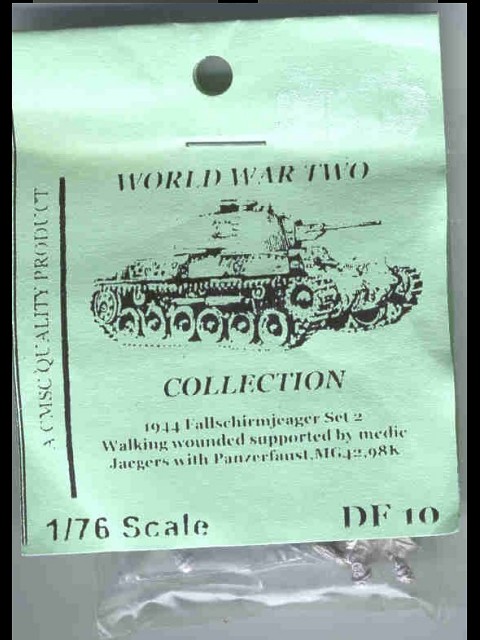 WORLD WAR TWO
A CMSC QUALITY PRODUCT
COLLECTION
1944 Fallschirmjeager Set 2
Walking wounded supported by medic
Jaegers with Panzerfaust,MG42,98K
1/76 Scale
DF 10